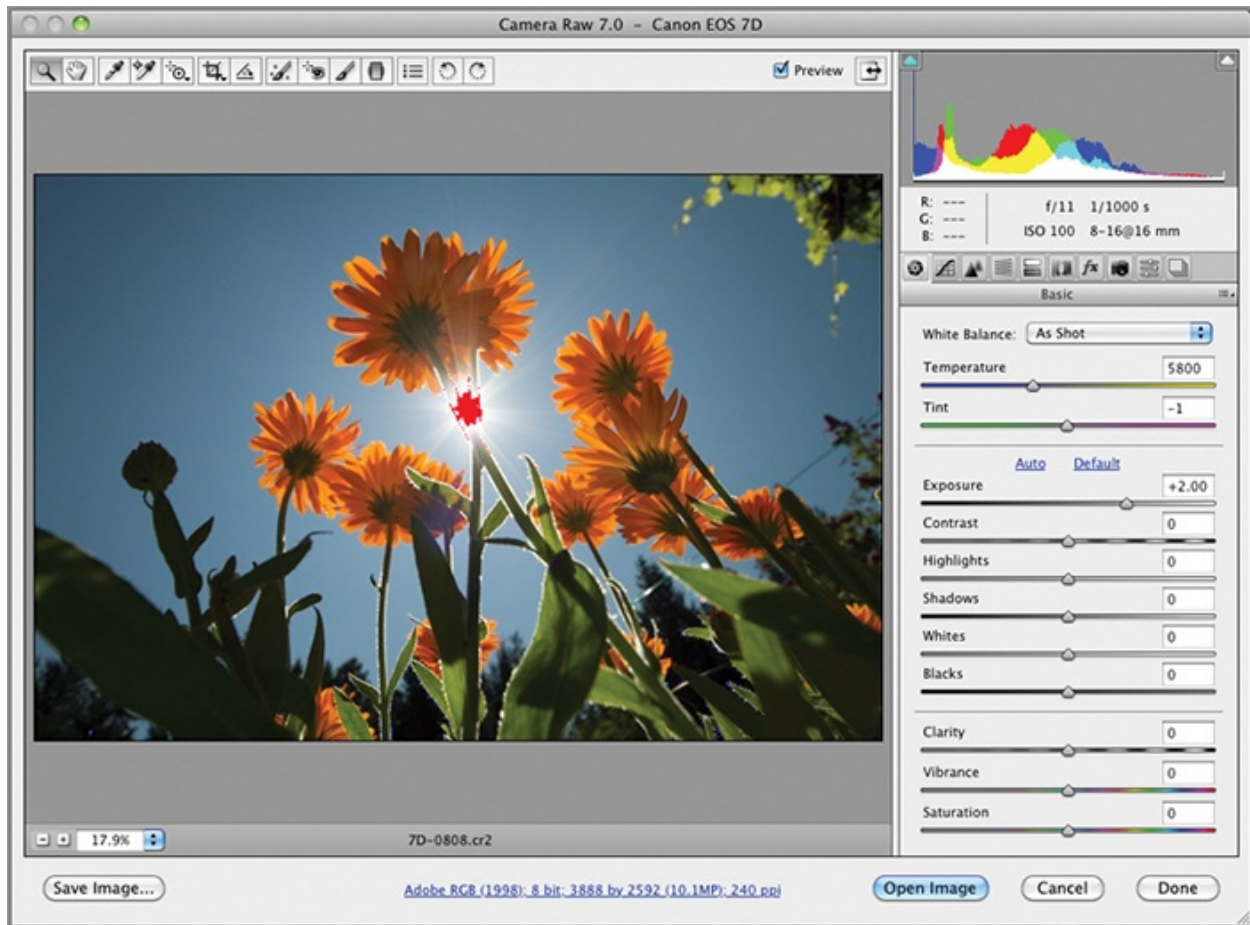 Camera Raw 7.0 – Canon EOS 7D
Preview
R: ---
G: ---
B: ---
f/11 1/1000 s
ISO 100 8-16@16 mm
fx
Basic
White Balance: As Shot
Temperature 5800
Tint -1
Auto Default
Exposure +2.00
Contrast 0
Highlights 0
Shadows 0
Whites 0
Blacks 0
Clarity 0
Vibrance 0
Saturation 0
17.9% 7D-0808.cr2
Save Image... Adobe RGB (1998); 8 bit; 3888 by 2592 (10.1MP); 240 ppi Open Image Cancel Done